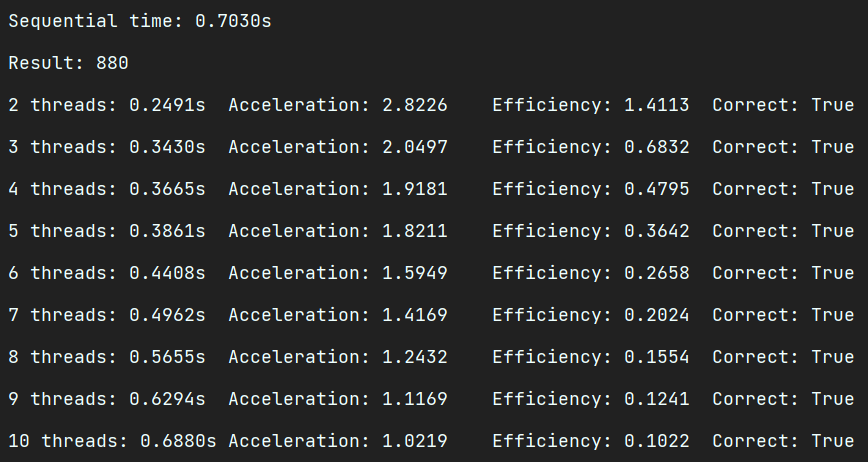 Sequential time: 0.7030s
Result: 880
2 threads: 0.2491s  Acceleration: 2.8226    Efficiency: 1.4113  Correct: True
3 threads: 0.3430s  Acceleration: 2.0497    Efficiency: 0.6832  Correct: True
4 threads: 0.3665s  Acceleration: 1.9181    Efficiency: 0.4795  Correct: True
5 threads: 0.3861s  Acceleration: 1.8211    Efficiency: 0.3642  Correct: True
6 threads: 0.4408s  Acceleration: 1.5949    Efficiency: 0.2658  Correct: True
7 threads: 0.4962s  Acceleration: 1.4169    Efficiency: 0.2024  Correct: True
8 threads: 0.5655s  Acceleration: 1.2432    Efficiency: 0.1554  Correct: True
9 threads: 0.6294s  Acceleration: 1.1169    Efficiency: 0.1241  Correct: True
10 threads: 0.6880s Acceleration: 1.0219    Efficiency: 0.1022  Correct: True